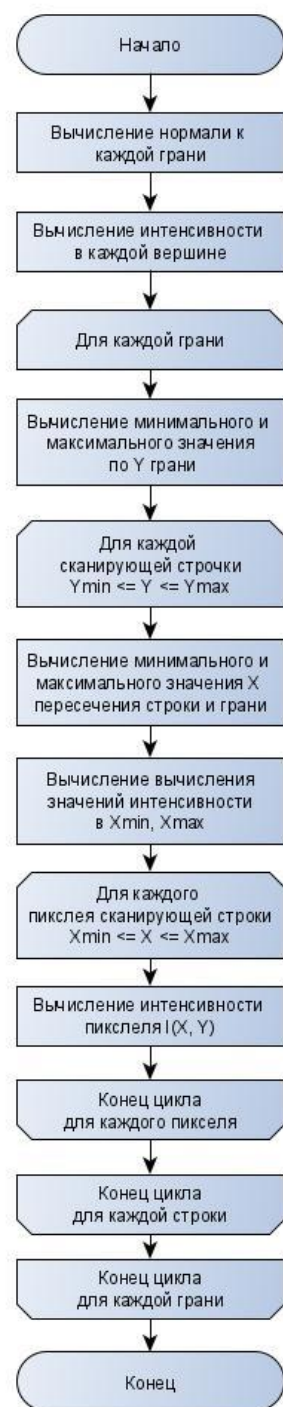 Начало
Вычисление нормали к
каждой грани
Вычисление интенсивности
в каждой вершине
Для каждой грани
Вычисление минимального и
максимального значения
по Y грани
Для каждой
сканирующей строчки
Ymin <= Y <= Ymax
Вычисление минимального и
максимального значения X
пересечения строки и грани
Вычисление вычисления
значений интенсивности
в Xmin, Xmax
Для каждого
пикслея сканирующей строки
Xmin <= X <= Xmax
Вычисление интенсивности
пикслеля I(X, Y)
Конец цикла
для каждого пикселя
Конец цикла
для каждой строки
Конец цикла
для каждой грани
Конец